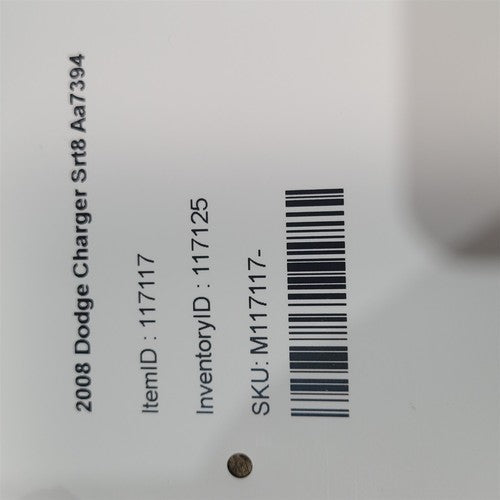 2008 Dodge Charger Srt8 Aa7394
ItemID : 117117
InventoryID : 117125
SKU: M117117-